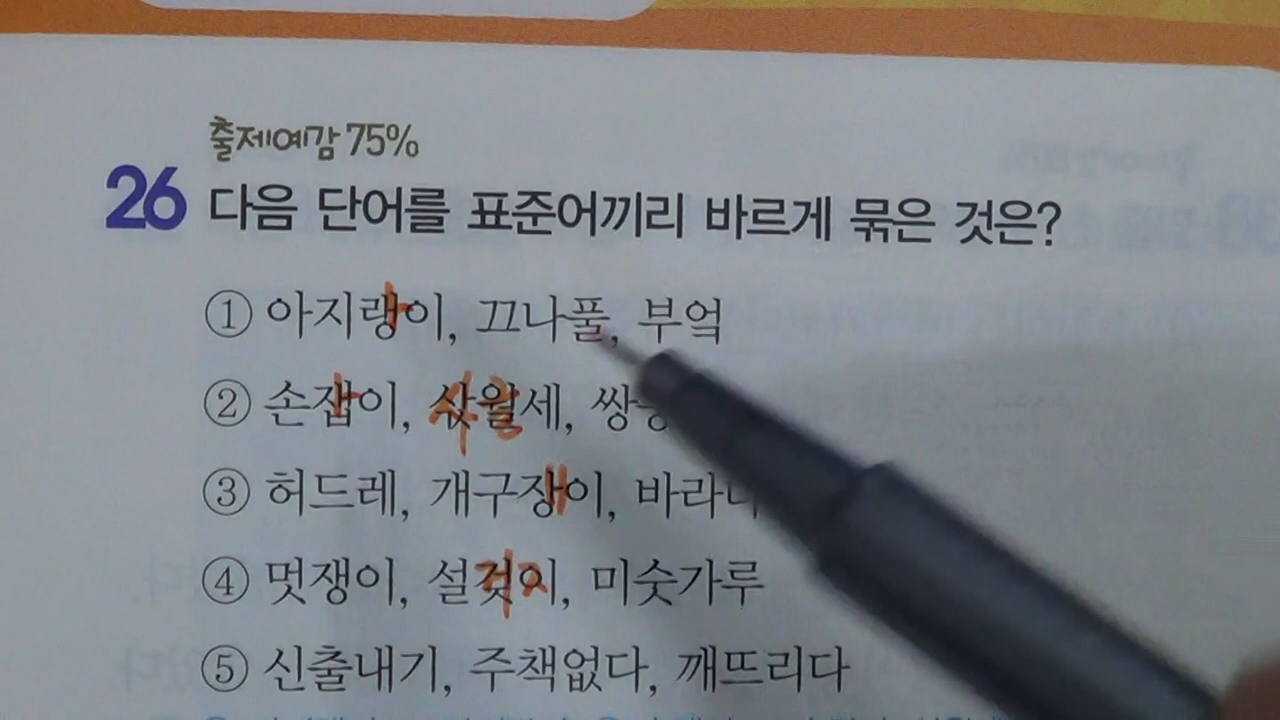 출제예감 75%
26 다음 단어를 표준어끼리 바르게 묶은 것은?
① 아지랭이, 끄나풀, 부엌
② 손잡이, 삯월세,
③ 허드레, 개구장이,
④ 멋쟁이, 설겆이, 미숫가루
⑤ 신출내기, 주책없다, 깨뜨리다